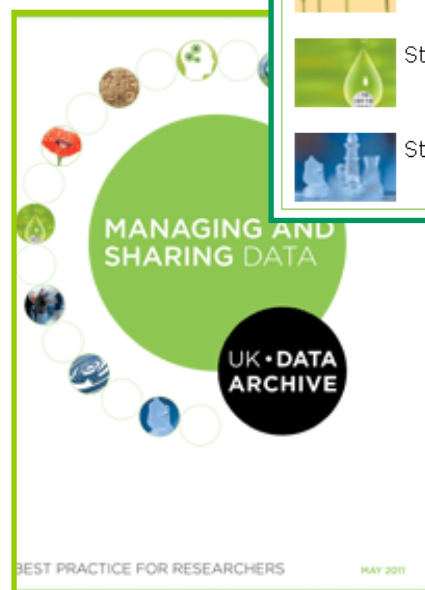 St
St
MANAGING AND
SHARING DATA
UK • DATA
ARCHIVE
BEST PRACTICE FOR RESEARCHERS
MAY 2011